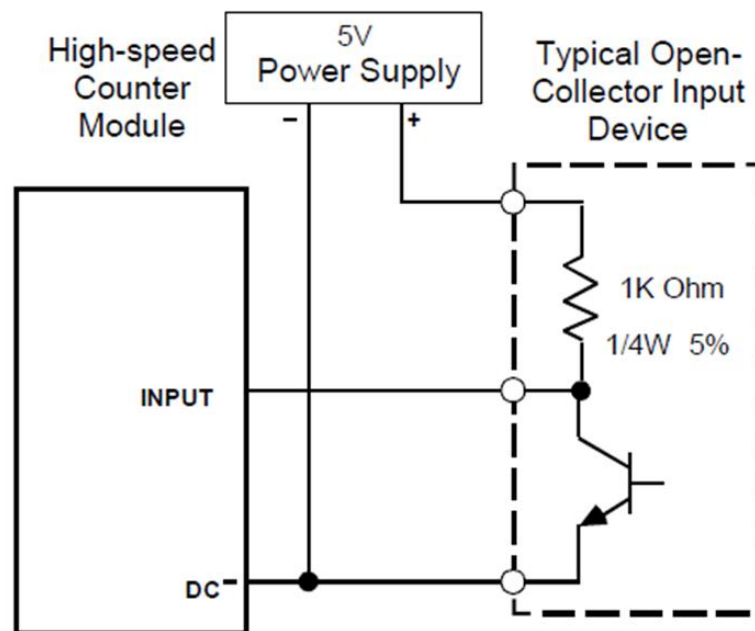 High-speed
Counter
Module
5V
Power Supply
− +
Typical Open-
Collector Input
Device
1K Ohm
1/4W 5%
INPUT
DC−